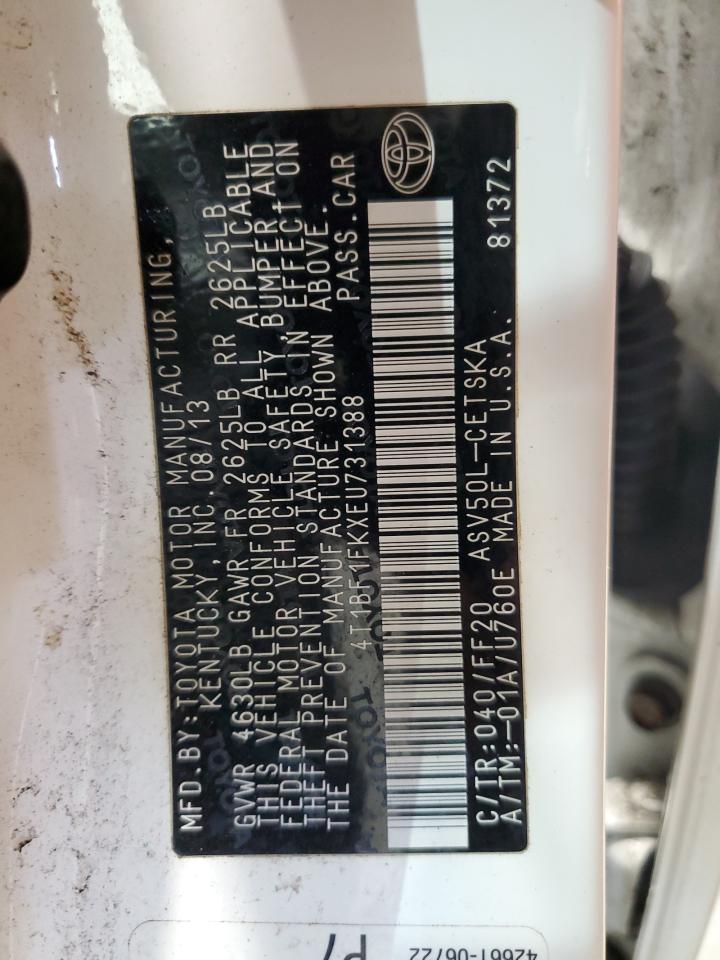 MFD.BY:TOYOTA MOTOR MANUFACTURING,
KENTUCKY,INC.08/13
GVWR 4630LB GAWR FR 2625LB RR 2625LB
THIS VEHICLE CONFORMS TO ALL APPLICABLE
FEDERAL MOTOR VEHICLE SAFETY,BUMPER,AND
THEFT PREVENTION STANDARDS IN EFFECT ON
THE DATE OF MANUFACTURE SHOWN ABOVE.
4T1BF1FKXEU731388 PASS.CAR
C/TR:040/FF20 ASV50L-CETSKA 81372
A/TM:-01A/U760E MADE IN U.S.A.